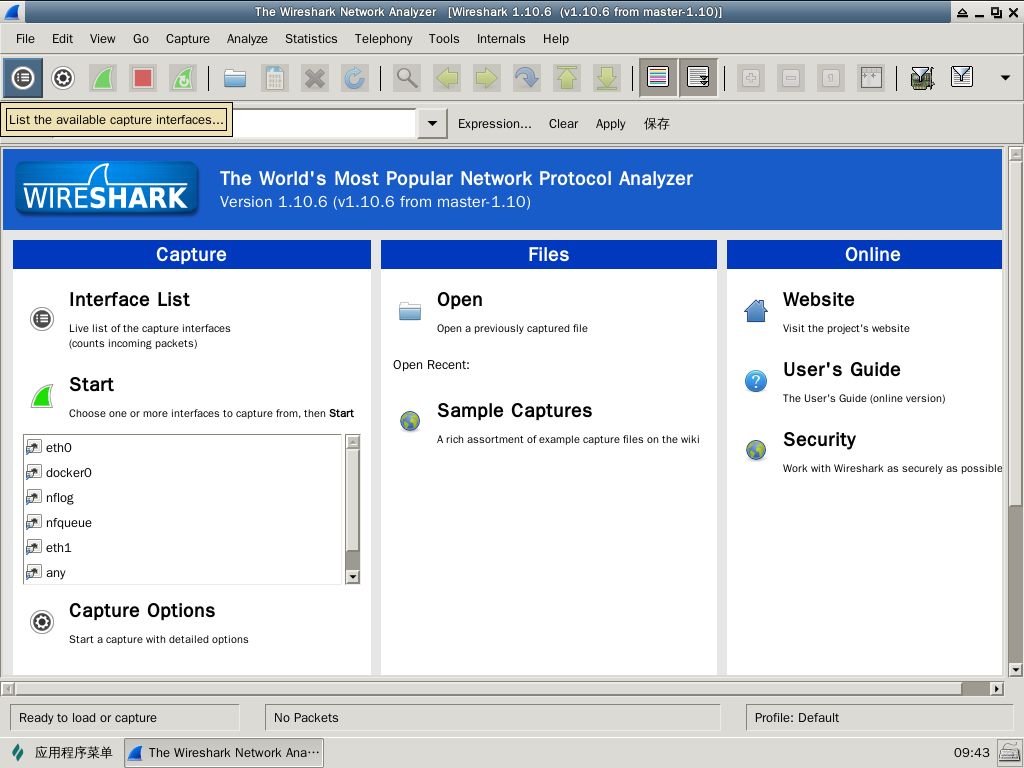 The Wireshark Network Analyzer [Wireshark 1.10.6 (v1.10.6 from master-1.10)]
File Edit View Go Capture Analyze Statistics Telephony Tools Internals Help
List the available capture interfaces...
Expression... Clear Apply 保存
WIRESHARK
The World's Most Popular Network Protocol Analyzer
Version 1.10.6 (v1.10.6 from master-1.10)
Capture
Interface List
Live list of the capture interfaces
(counts incoming packets)
Start
Choose one or more interfaces to capture from, then Start
eth0
docker0
nflog
nfqueue
eth1
any
Capture Options
Start a capture with detailed options
Files
Open
Open a previously captured file
Open Recent:
Sample Captures
A rich assortment of example capture files on the wiki
Online
Website
Visit the project's website
User's Guide
The User's Guide (online version)
Security
Work with Wireshark as securely as possible
Ready to load or capture
No Packets
Profile: Default
应用程序菜单
The Wireshark Network Ana⋯
09:43